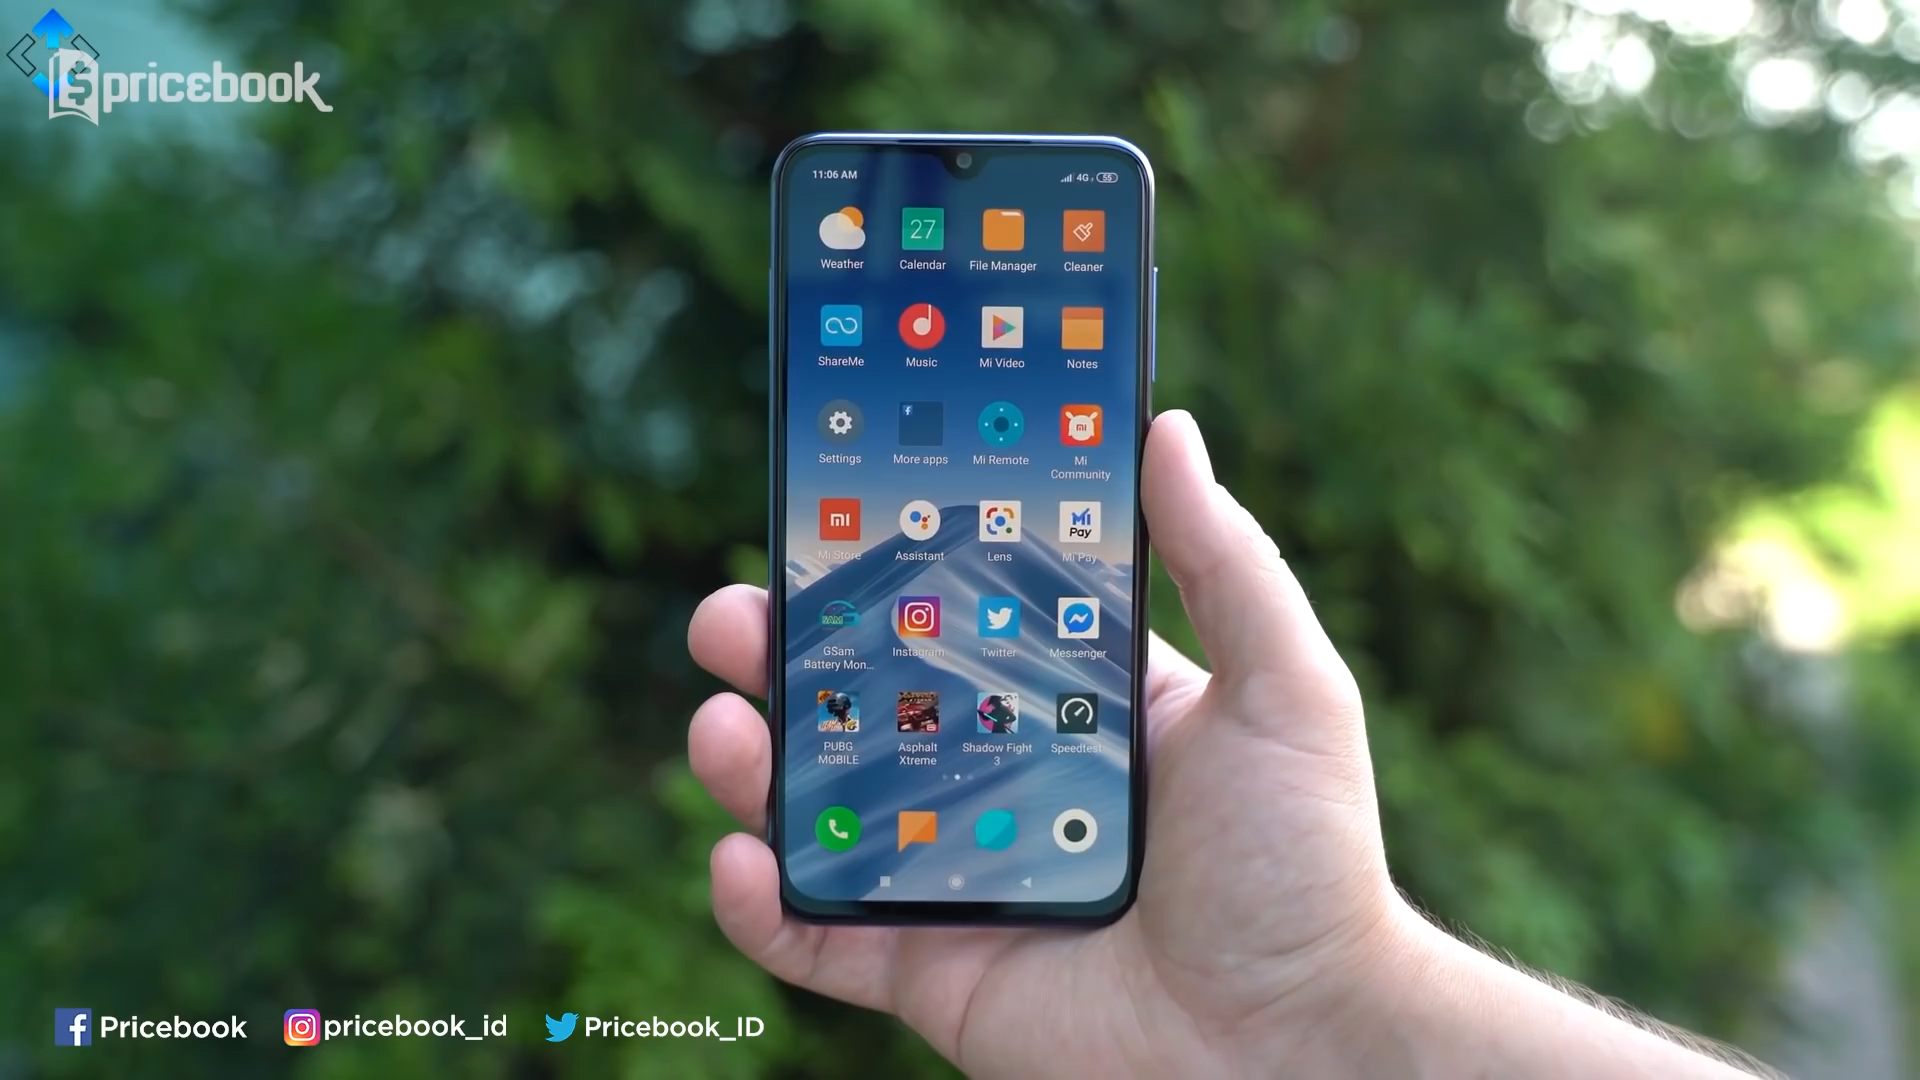 pricebook
11:06 AM
4G 55
27
Weather Calendar File Manager Cleaner
ShareMe Music Mi Video Notes
Settings More apps Mi Remote Mi
Community
Mi Pay
Mi Store Assistant Lens Mi Pay
GSam
Battery Mon... Instagram Twitter Messenger
PUBG
MOBILE
Asphalt
Xtreme
Shadow Fight
3
Speedtest
Pricebook pricebook_id Pricebook_ID